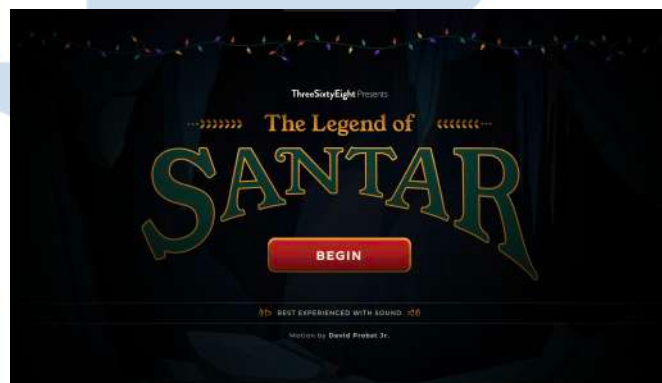 ThreeSixtyEight Presents
The Legend of
SANTAR
BEGIN
BEST EXPERIENCED WITH SOUND
Motion by David Probst Jr.